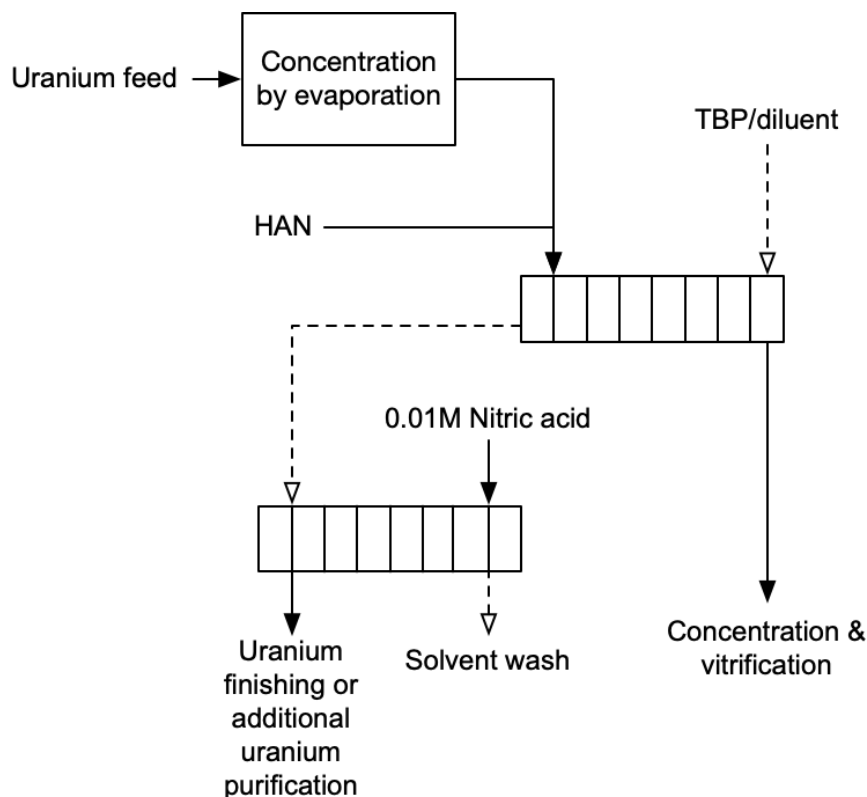 Uranium feed
Concentration
by evaporation
TBP/diluent
HAN
0.01M Nitric acid
Uranium
finishing or
additional
uranium
purification
Solvent wash
Concentration &
vitrification